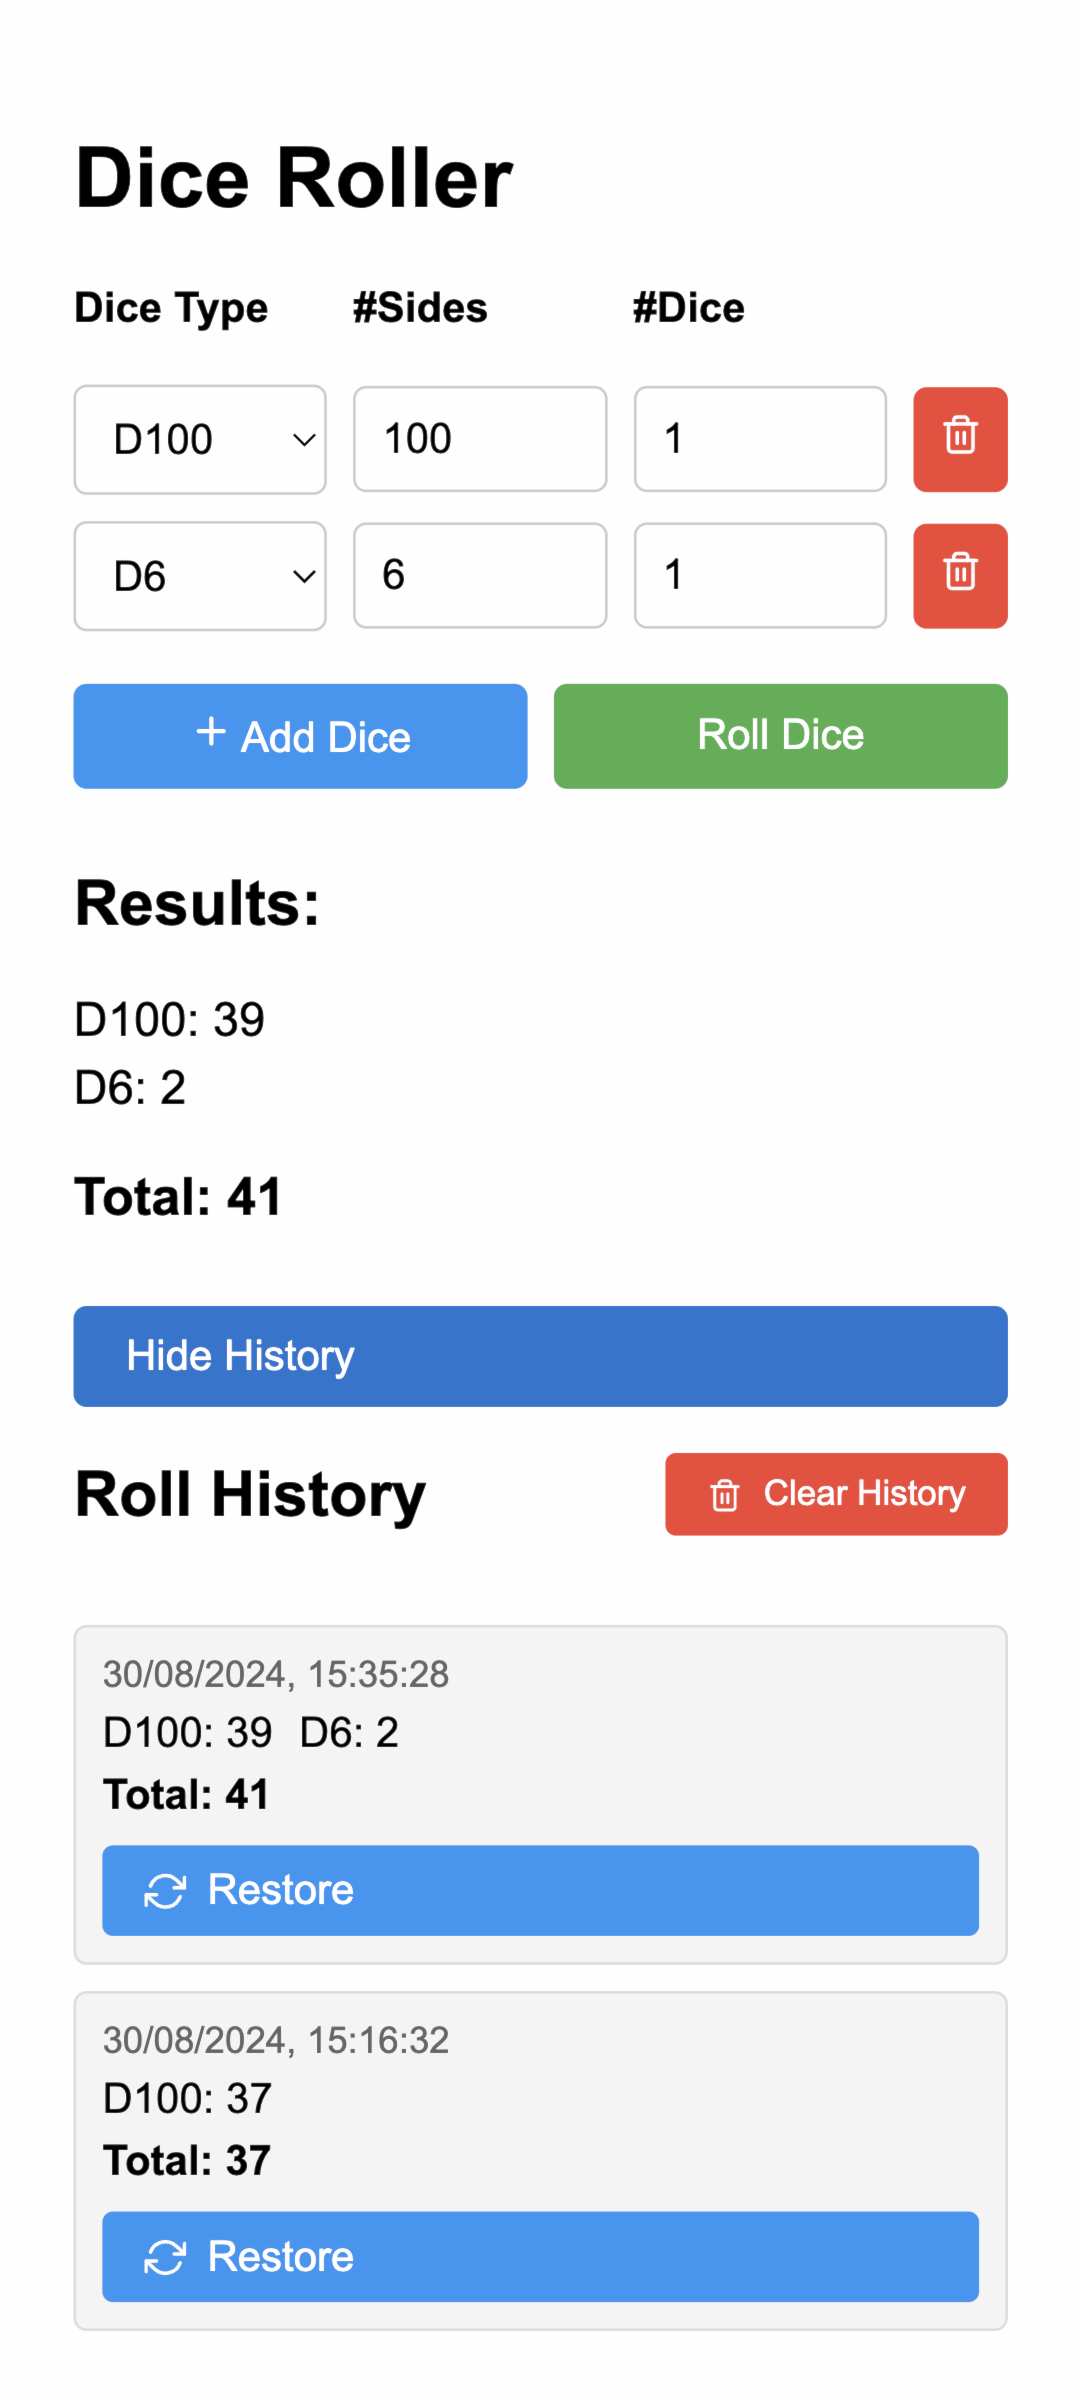 Dice Roller
Dice Type #Sides #Dice
D100 100 1
D6 6 1
Add Dice Roll Dice
Results:
D100: 39
D6: 2
Total: 41
Hide History
Roll History Clear History
30/08/2024, 15:35:28
D100: 39 D6: 2
Total: 41
Restore
30/08/2024, 15:16:32
D100: 37
Total: 37
Restore